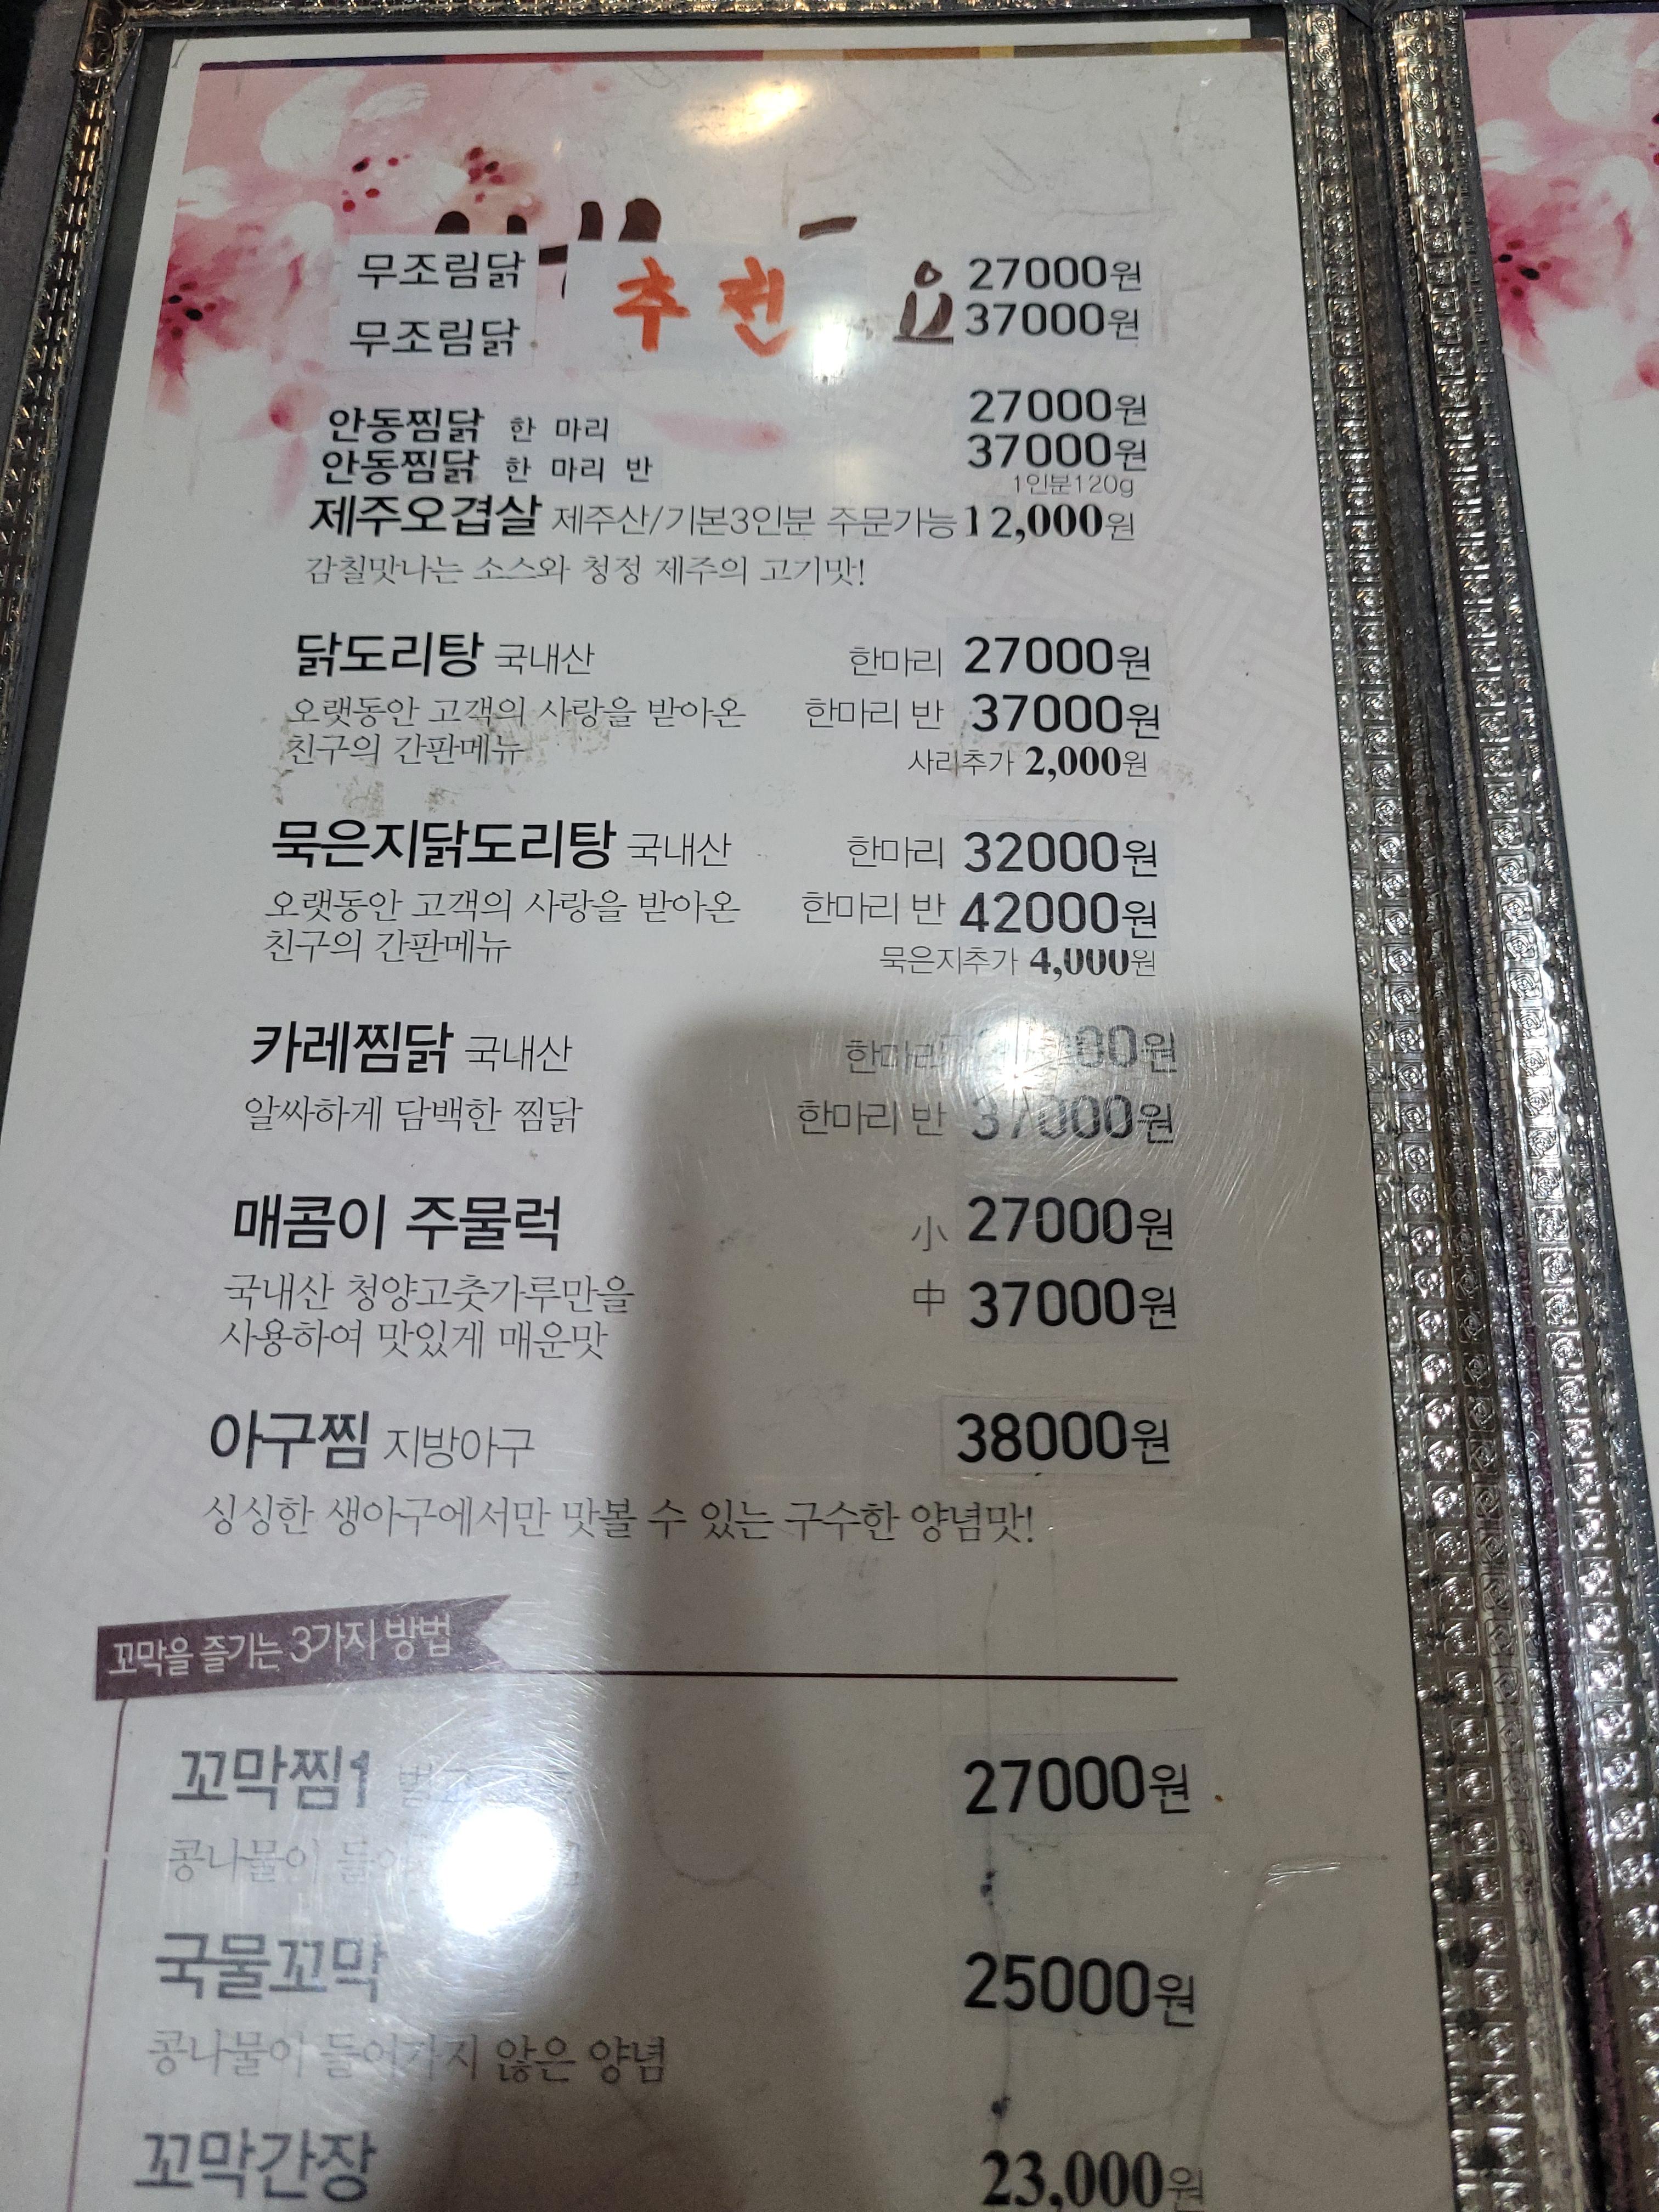 무조림닭 추천 27000원
무조림닭 요 37000원
안동찜닭 한 마리 27000원
안동찜닭 한 마리 반 37000원
1인분120g
제주오겹살 제주산/기본3인분 주문가능 12,000원
감칠맛나는 소스와 청정 제주의 고기맛!
닭도리탕 국내산 한마리 27000원
오랫동안 고객의 사랑을 받아온 한마리 반 37000원
친구의 간판메뉴 사리추가 2,000원
묵은지닭도리탕 국내산 한마리 32000원
오랫동안 고객의 사랑을 받아온 한마리 반 42000원
친구의 간판메뉴 묵은지추가 4,000원
카레찜닭 국내산 한마리
알싸하게 담백한 찜닭 한마리 반 37000원
매콤이 주물럭 小 27000원
국내산 청양고춧가루만을 中 37000원
사용하여 맛있게 매운맛
아구찜 지방아구 38000원
싱싱한 생아구에서만 맛볼 수 있는 구수한 양념맛!
꼬막을 즐기는 3가지 방법
꼬막찜1 27000원
콩나물이
국물꼬막 25000원
콩나물이 들어가지 않은 양념
꼬막간장 23,000원